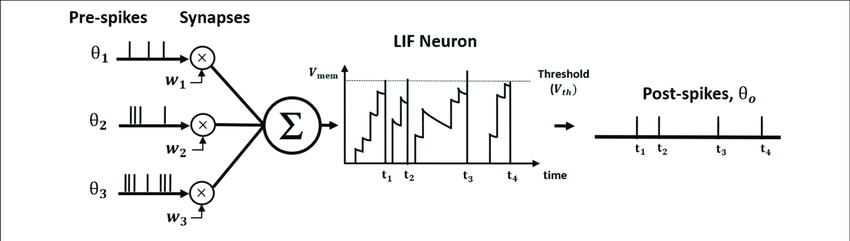 Pre-spikes Synapses
LIF Neuron
θ1
×
w1
θ2
×
w2
θ3
×
w3
Σ
Vmem
Threshold
(Vth)
t1 t2 t3 t4 time
Post-spikes, θo
t1 t2 t3 t4